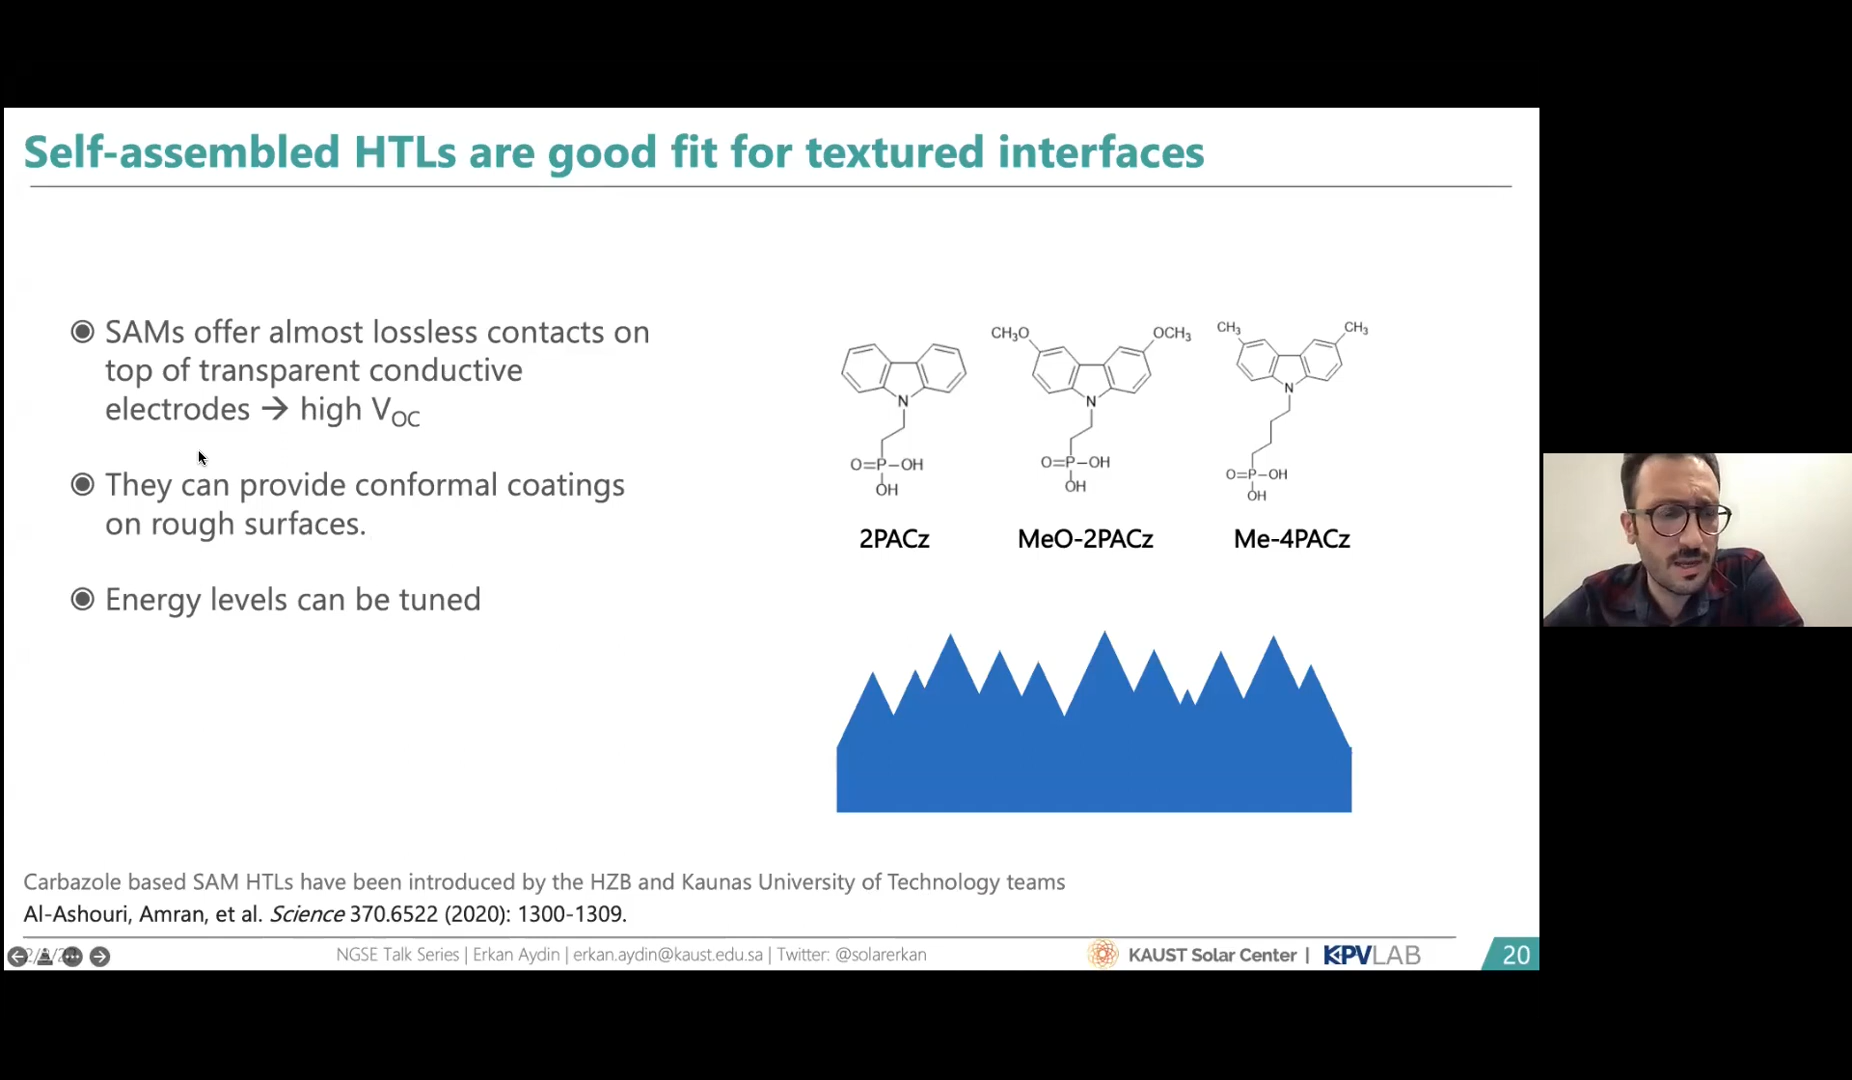 Self-assembled HTLs are good fit for textured interfaces
SAMs offer almost lossless contacts on
top of transparent conductive
electrodes → high VOC
They can provide conformal coatings
on rough surfaces.
Energy levels can be tuned
N
O=P–OH
OH
2PACz
CH3O
OCH3
N
O=P–OH
OH
MeO-2PACz
CH3
CH3
N
O=P–OH
OH
Me-4PACz
Carbazole based SAM HTLs have been introduced by the HZB and Kaunas University of Technology teams
Al-Ashouri, Amran, et al. Science 370.6522 (2020): 1300-1309.
NGSE Talk Series | Erkan Aydin | erkan.aydin@kaust.edu.sa | Twitter: @solarerkan
KAUST Solar Center |
KPVLAB
20